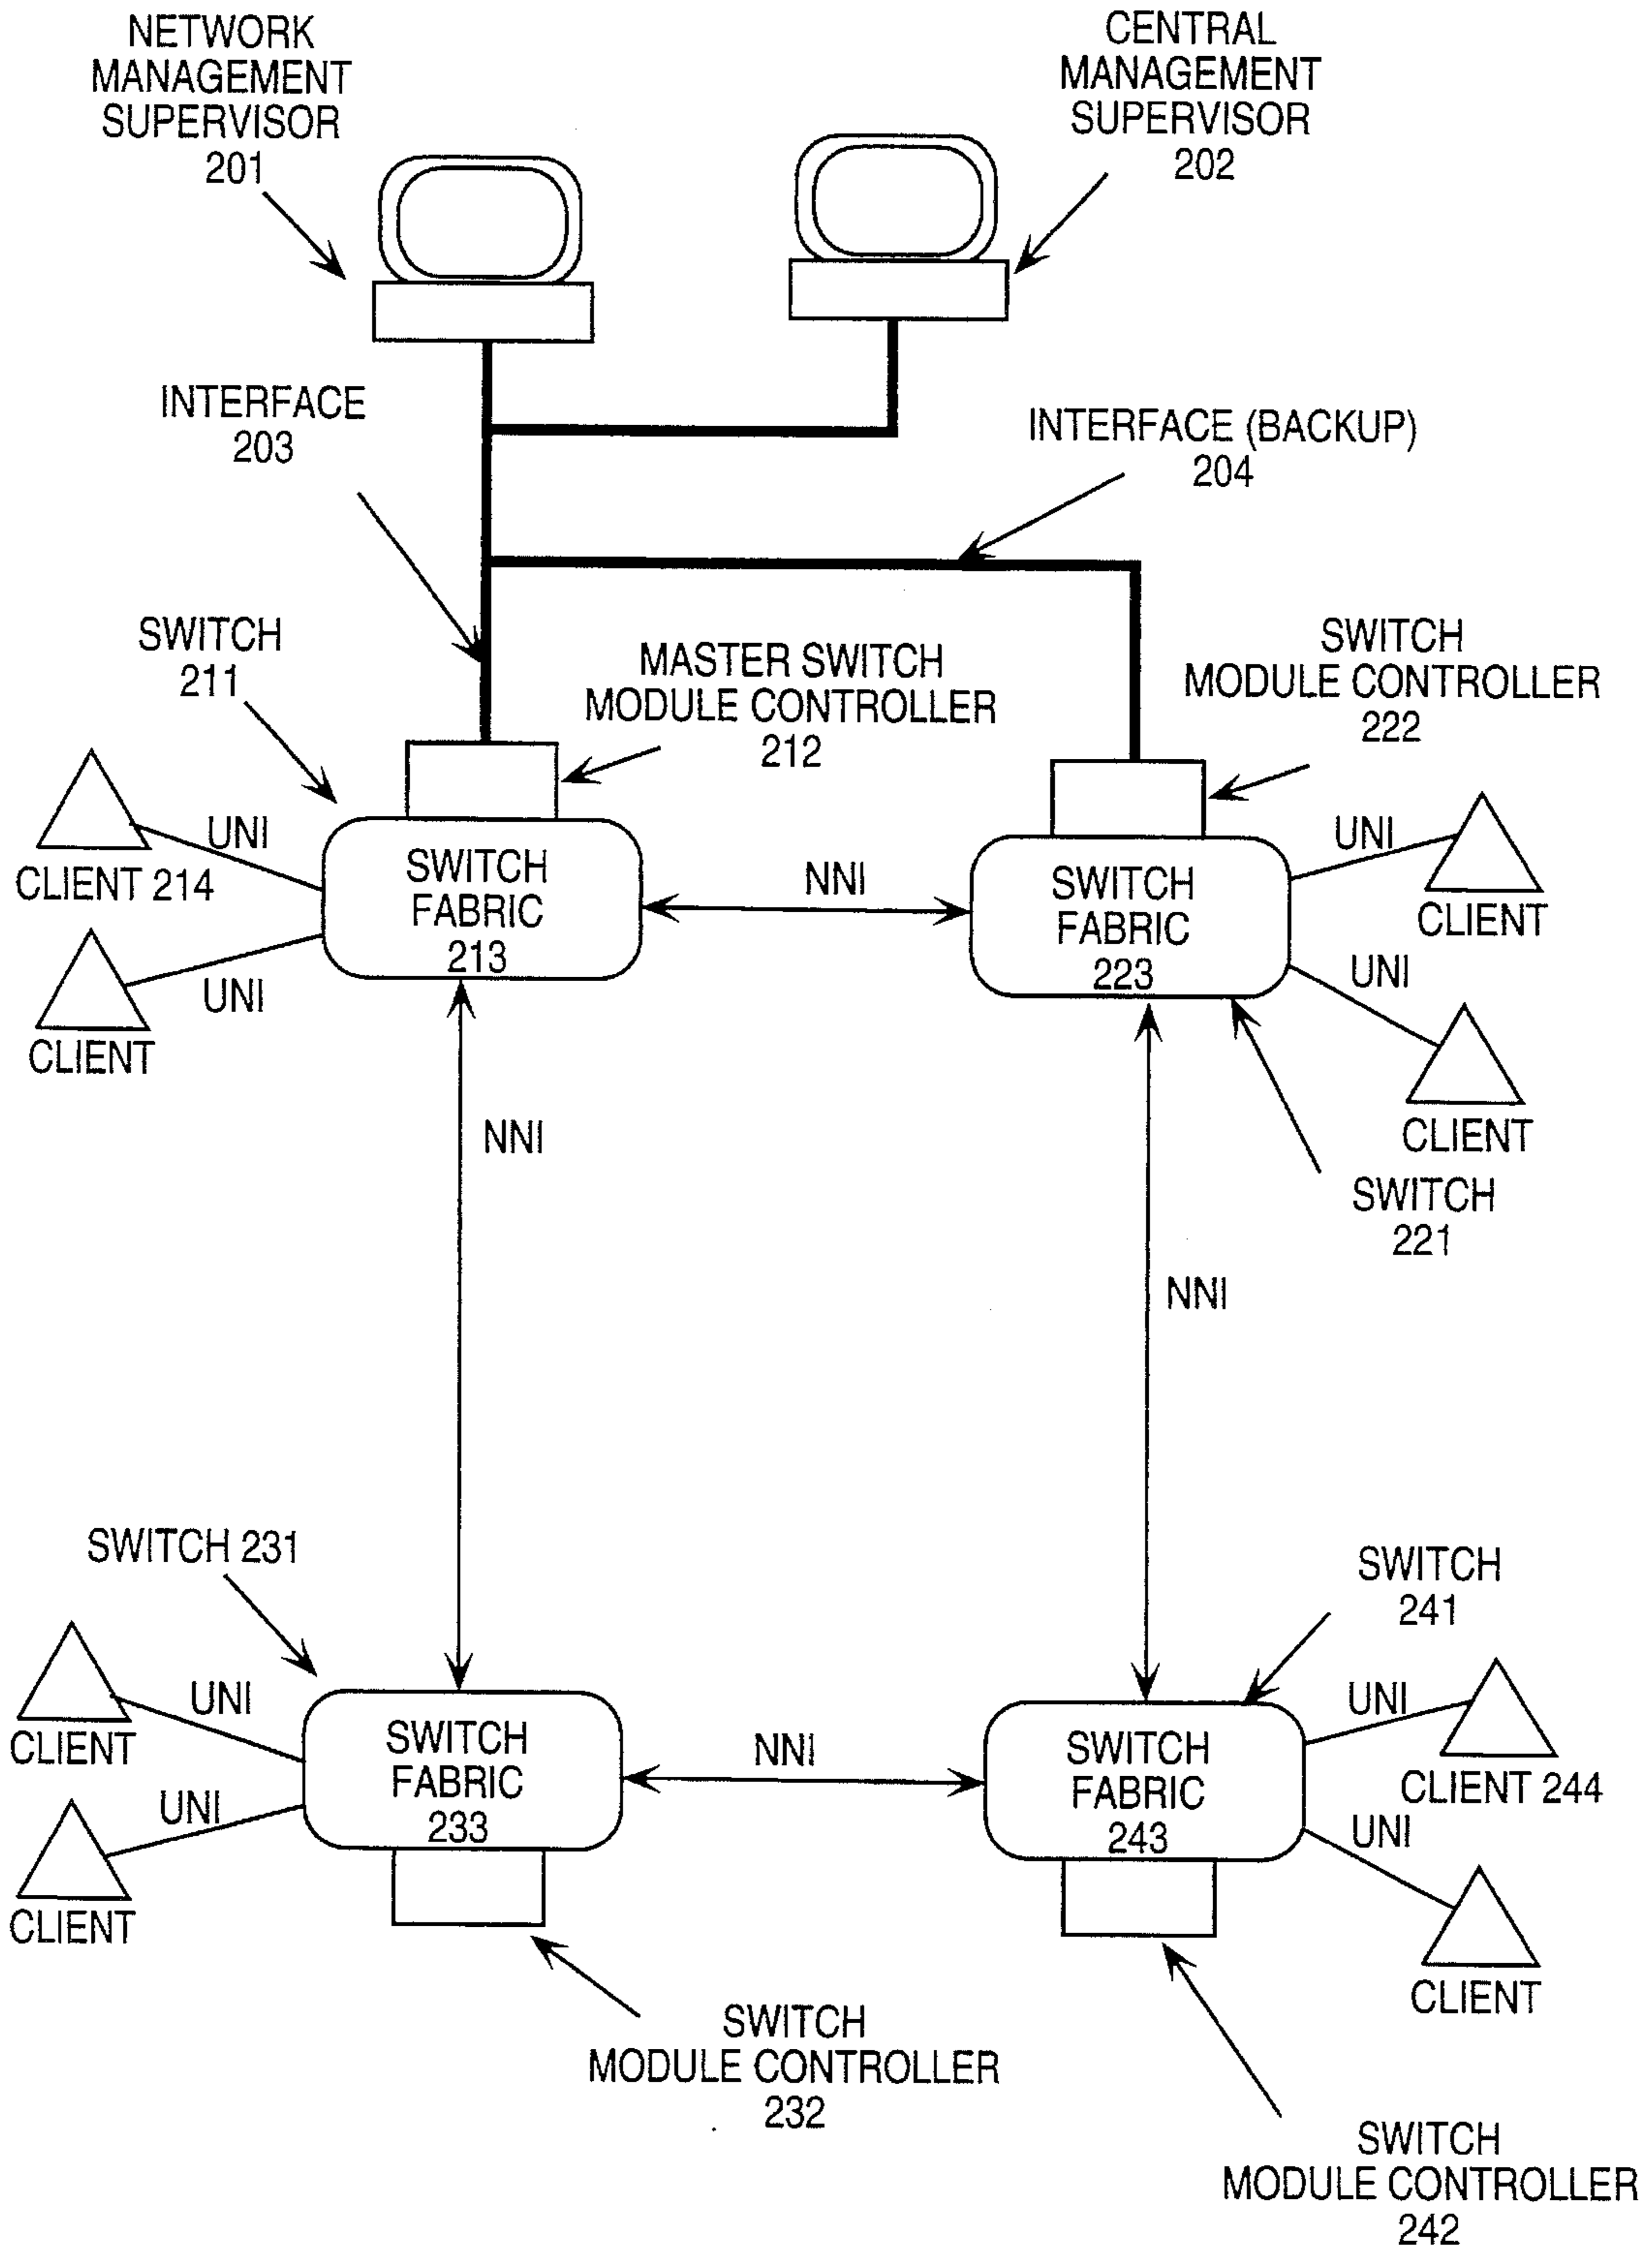 NETWORK
MANAGEMENT
SUPERVISOR
201
CENTRAL
MANAGEMENT
SUPERVISOR
202
INTERFACE
203
INTERFACE (BACKUP)
204
SWITCH
211
MASTER SWITCH
MODULE CONTROLLER
212
SWITCH
MODULE CONTROLLER
222
UNI
CLIENT 214
UNI
CLIENT
SWITCH
FABRIC
213
NNI
SWITCH
FABRIC
223
UNI
CLIENT
UNI
CLIENT
SWITCH
221
NNI
NNI
SWITCH 231
SWITCH
241
UNI
CLIENT
UNI
CLIENT
SWITCH
FABRIC
233
NNI
SWITCH
FABRIC
243
UNI
CLIENT 244
UNI
CLIENT
SWITCH
MODULE CONTROLLER
232
SWITCH
MODULE CONTROLLER
242